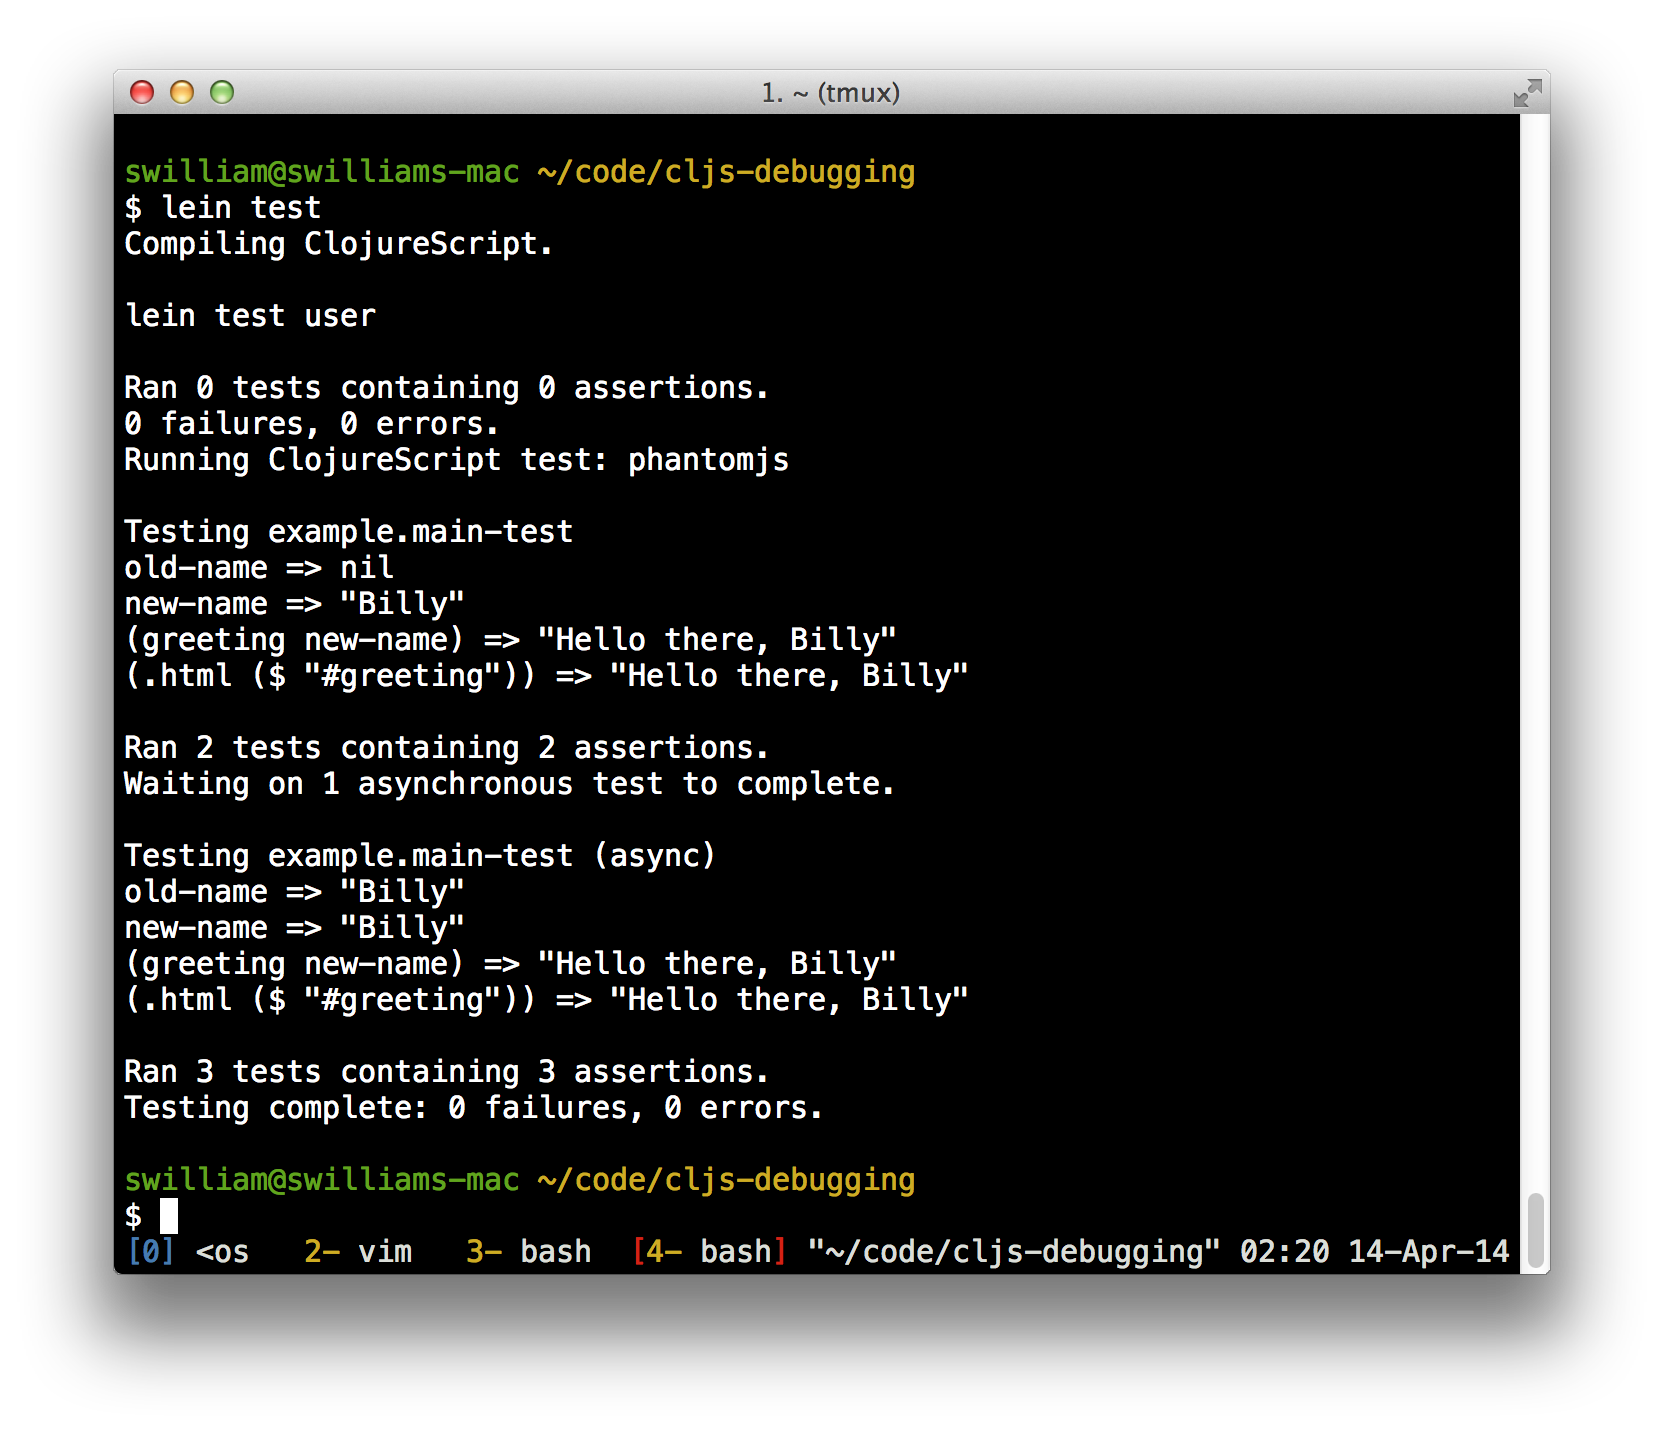 1. ~ (tmux)
swilliam@swilliams-mac ~/code/cljs-debugging
$ lein test
Compiling ClojureScript.
lein test user
Ran 0 tests containing 0 assertions.
0 failures, 0 errors.
Running ClojureScript test: phantomjs
Testing example.main-test
old-name => nil
new-name => "Billy"
(greeting new-name) => "Hello there, Billy"
(.html ($ "#greeting")) => "Hello there, Billy"
Ran 2 tests containing 2 assertions.
Waiting on 1 asynchronous test to complete.
Testing example.main-test (async)
old-name => "Billy"
new-name => "Billy"
(greeting new-name) => "Hello there, Billy"
(.html ($ "#greeting")) => "Hello there, Billy"
Ran 3 tests containing 3 assertions.
Testing complete: 0 failures, 0 errors.
swilliam@swilliams-mac ~/code/cljs-debugging
$
[0] <os 2- vim 3- bash [4- bash] "~/code/cljs-debugging" 02:20 14-Apr-14